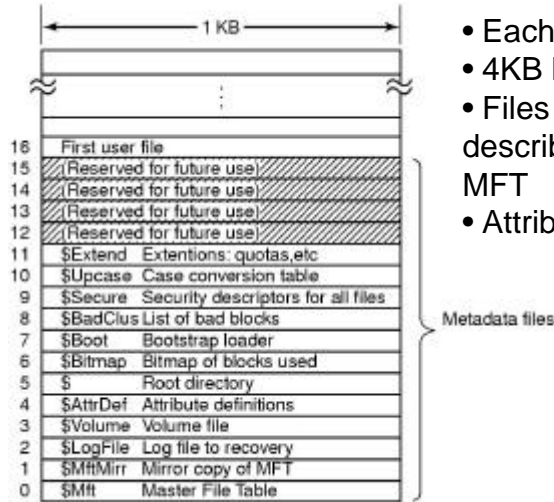 1 KB
• Each
• 4KB
• Files
describ
MFT
• Attrib
16 First user file
15 (Reserved for future use)
14 (Reserved for future use)
13 (Reserved for future use)
12 (Reserved for future use)
11 $Extend Extentions: quotas,etc
10 $Upcase Case conversion table
9 $Secure Security descriptors for all files
8 $BadClus List of bad blocks
7 $Boot Bootstrap loader
6 $Bitmap Bitmap of blocks used
5 $ Root directory
4 $AttrDef Attribute definitions
3 $Volume Volume file
2 $LogFile Log file to recovery
1 $MftMirr Mirror copy of MFT
0 $Mft Master File Table
Metadata files